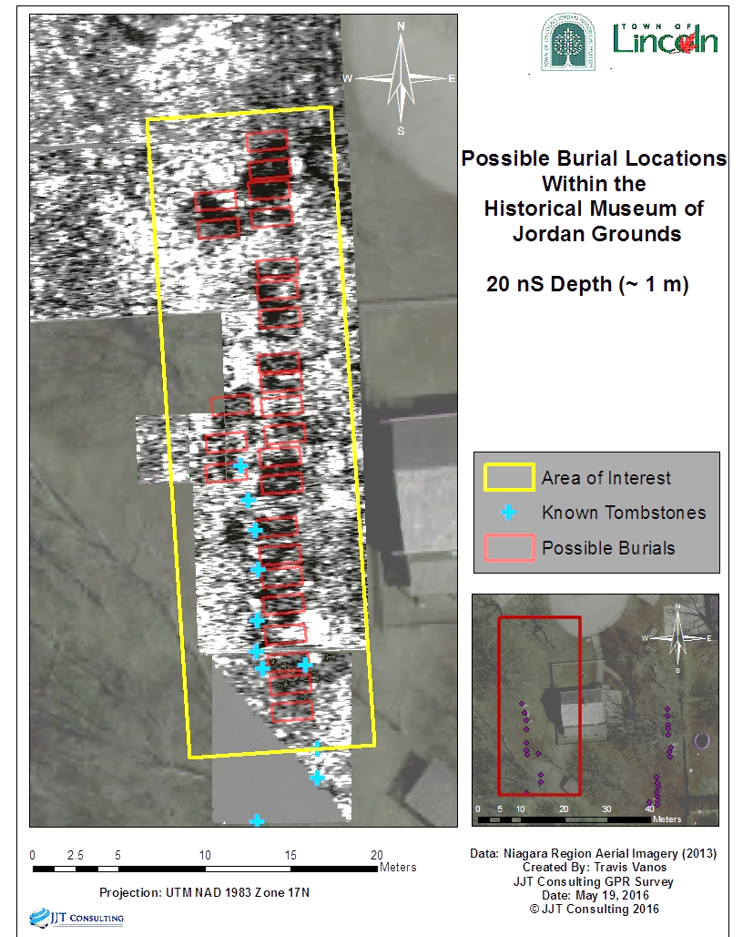 TOWN OF
Lincoln
N
W E
S
Possible Burial Locations
Within the
Historical Museum of
Jordan Grounds
20 nS Depth (~ 1 m)
Area of Interest
Known Tombstones
Possible Burials
N
W E
S
0 5 10 20 30 40
Meters
0 2.5 5 10 15 20
Meters
Projection: UTM NAD 1983 Zone 17N
JJT CONSULTING
Data: Niagara Region Aerial Imagery (2013)
Created By: Travis Vanos
JJT Consulting GPR Survey
Date: May 19, 2016
© JJT Consulting 2016